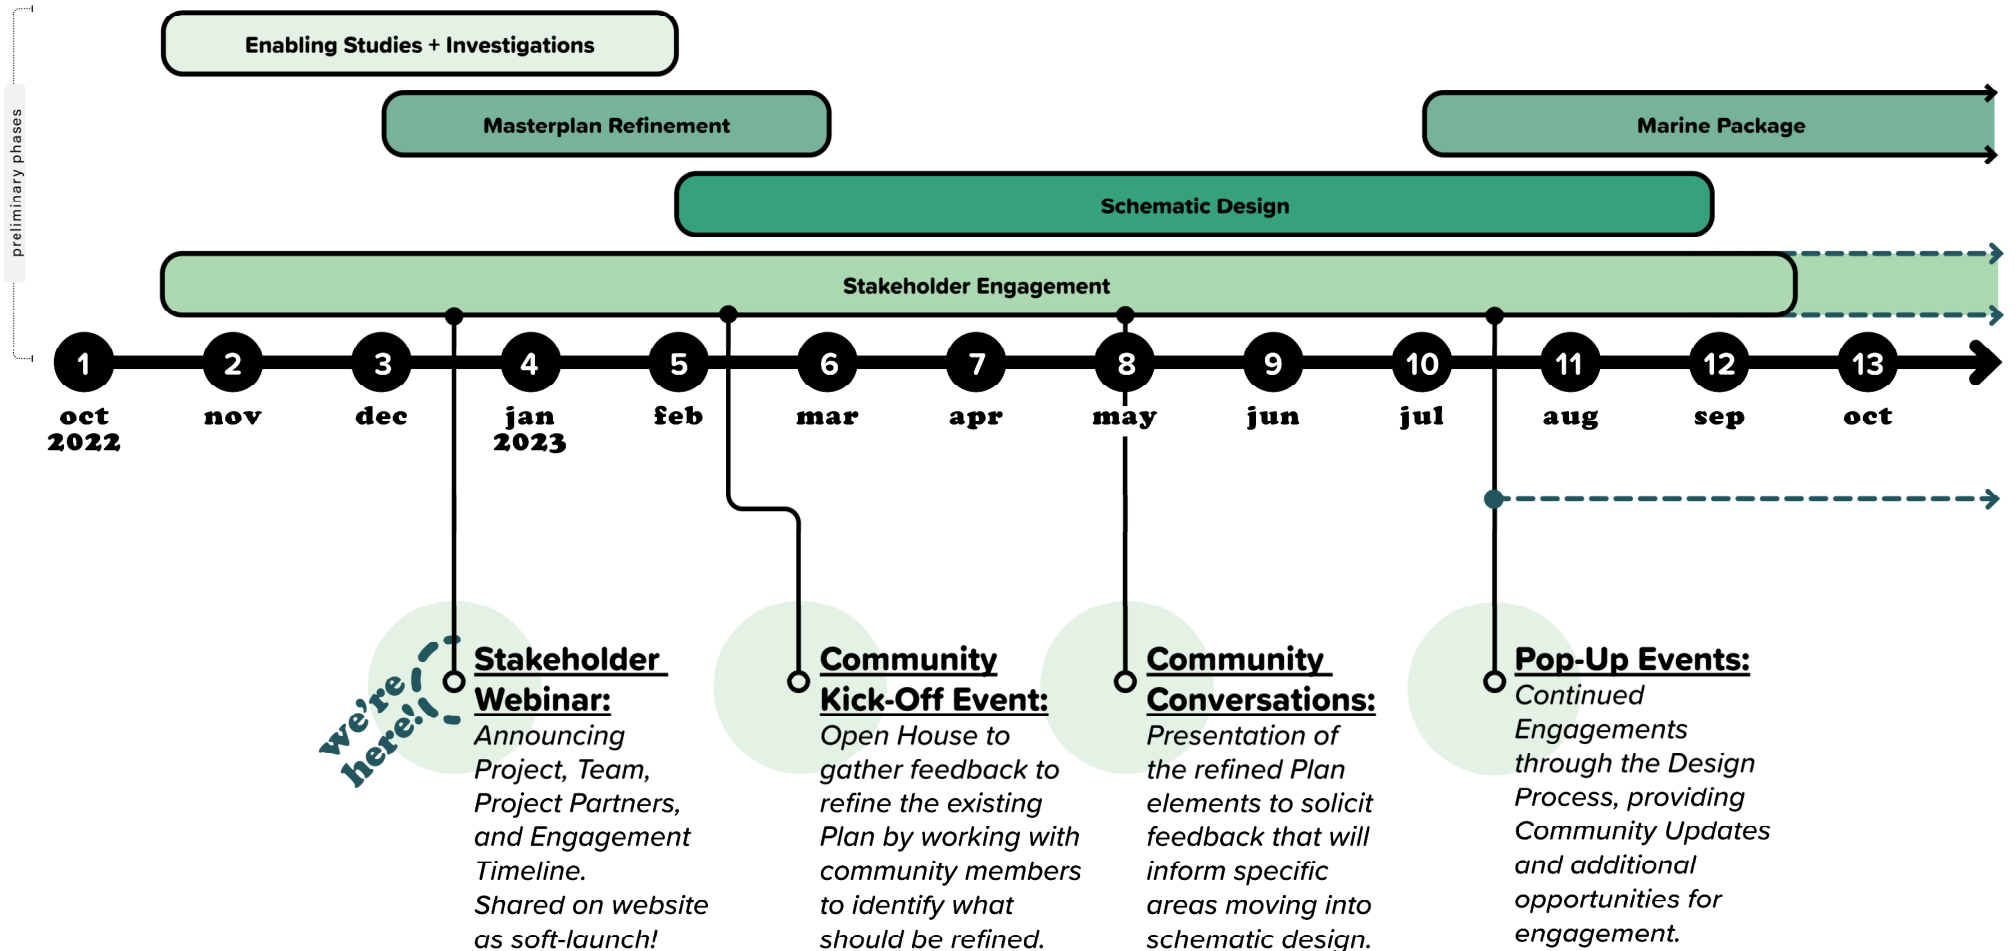 preliminary phases
Enabling Studies + Investigations
Masterplan Refinement
Marine Package
Schematic Design
Stakeholder Engagement
1 2 3 4 5 6 7 8 9 10 11 12 13
oct nov dec jan feb mar apr may jun jul aug sep oct
2022 2023
we're
here!
Stakeholder
Webinar:
Announcing
Project, Team,
Project Partners,
and Engagement
Timeline.
Shared on website
as soft-launch!
Community
Kick-Off Event:
Open House to
gather feedback to
refine the existing
Plan by working with
community members
to identify what
should be refined.
Community
Conversations:
Presentation of
the refined Plan
elements to solicit
feedback that will
inform specific
areas moving into
schematic design.
Pop-Up Events:
Continued
Engagements
through the Design
Process, providing
Community Updates
and additional
opportunities for
engagement.